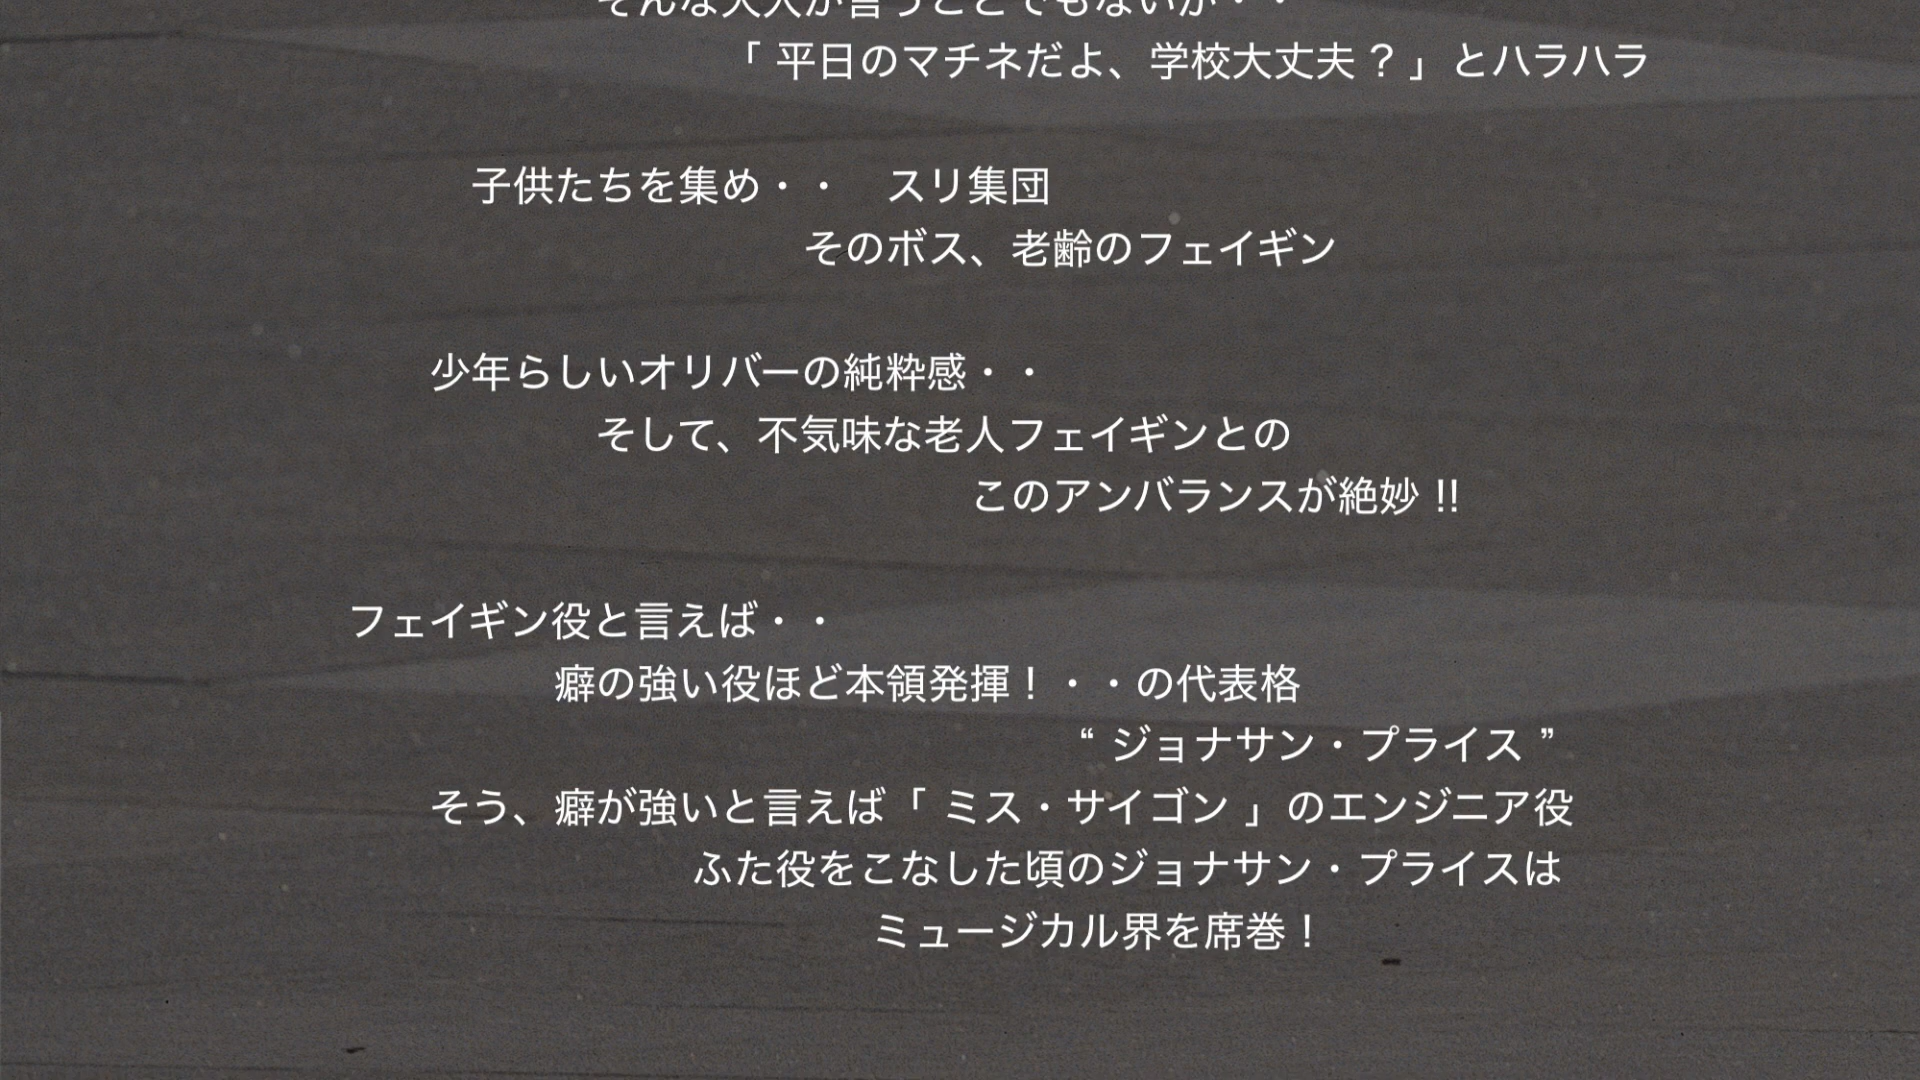 「 平日のマチネだよ、学校大丈夫 ? 」とハラハラ
子供たちを集め・・　スリ集団
そのボス、老齢のフェイギン
少年らしいオリバーの純粋感・・
そして、不気味な老人フェイギンとの
このアンバランスが絶妙 !!
フェイギン役と言えば・・
癖の強い役ほど本領発揮！・・の代表格
“ ジョナサン・プライス ”
そう、癖が強いと言えば「 ミス・サイゴン 」のエンジニア役
ふた役をこなした頃のジョナサン・プライスは
ミュージカル界を席巻！